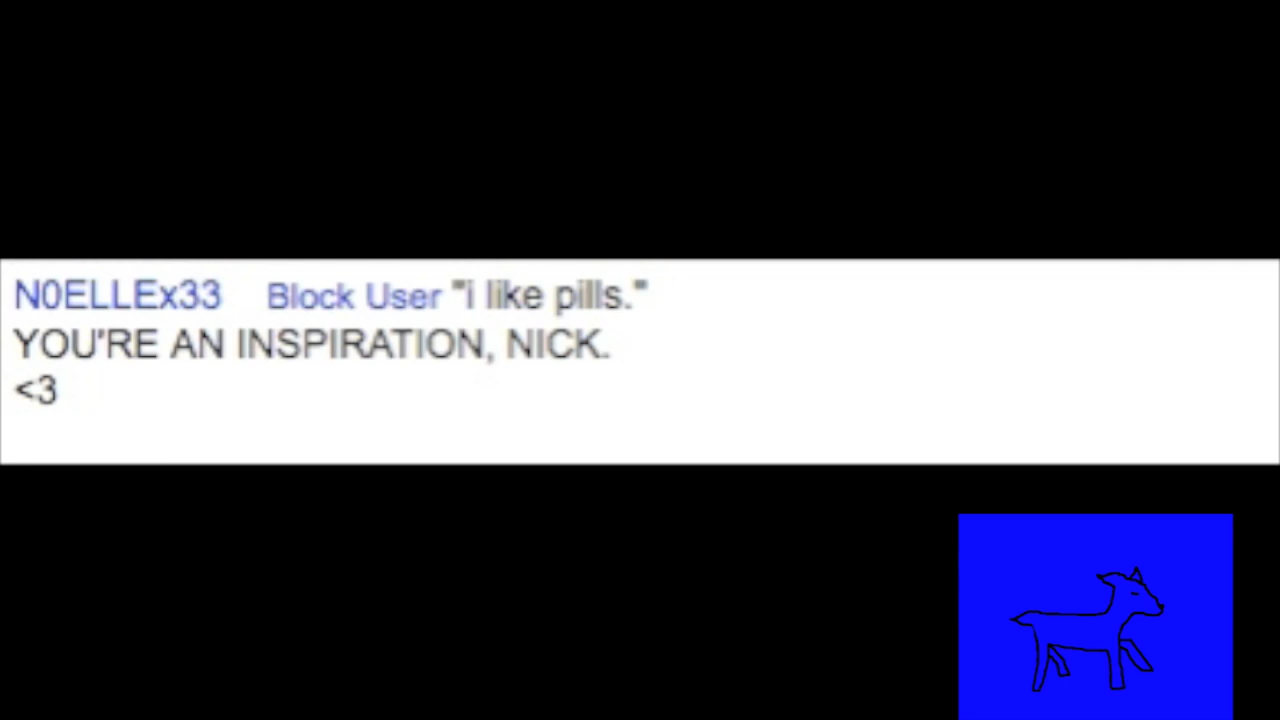 N0ELLEx33 Block User "i like pills."
YOU'RE AN INSPIRATION, NICK.
<3